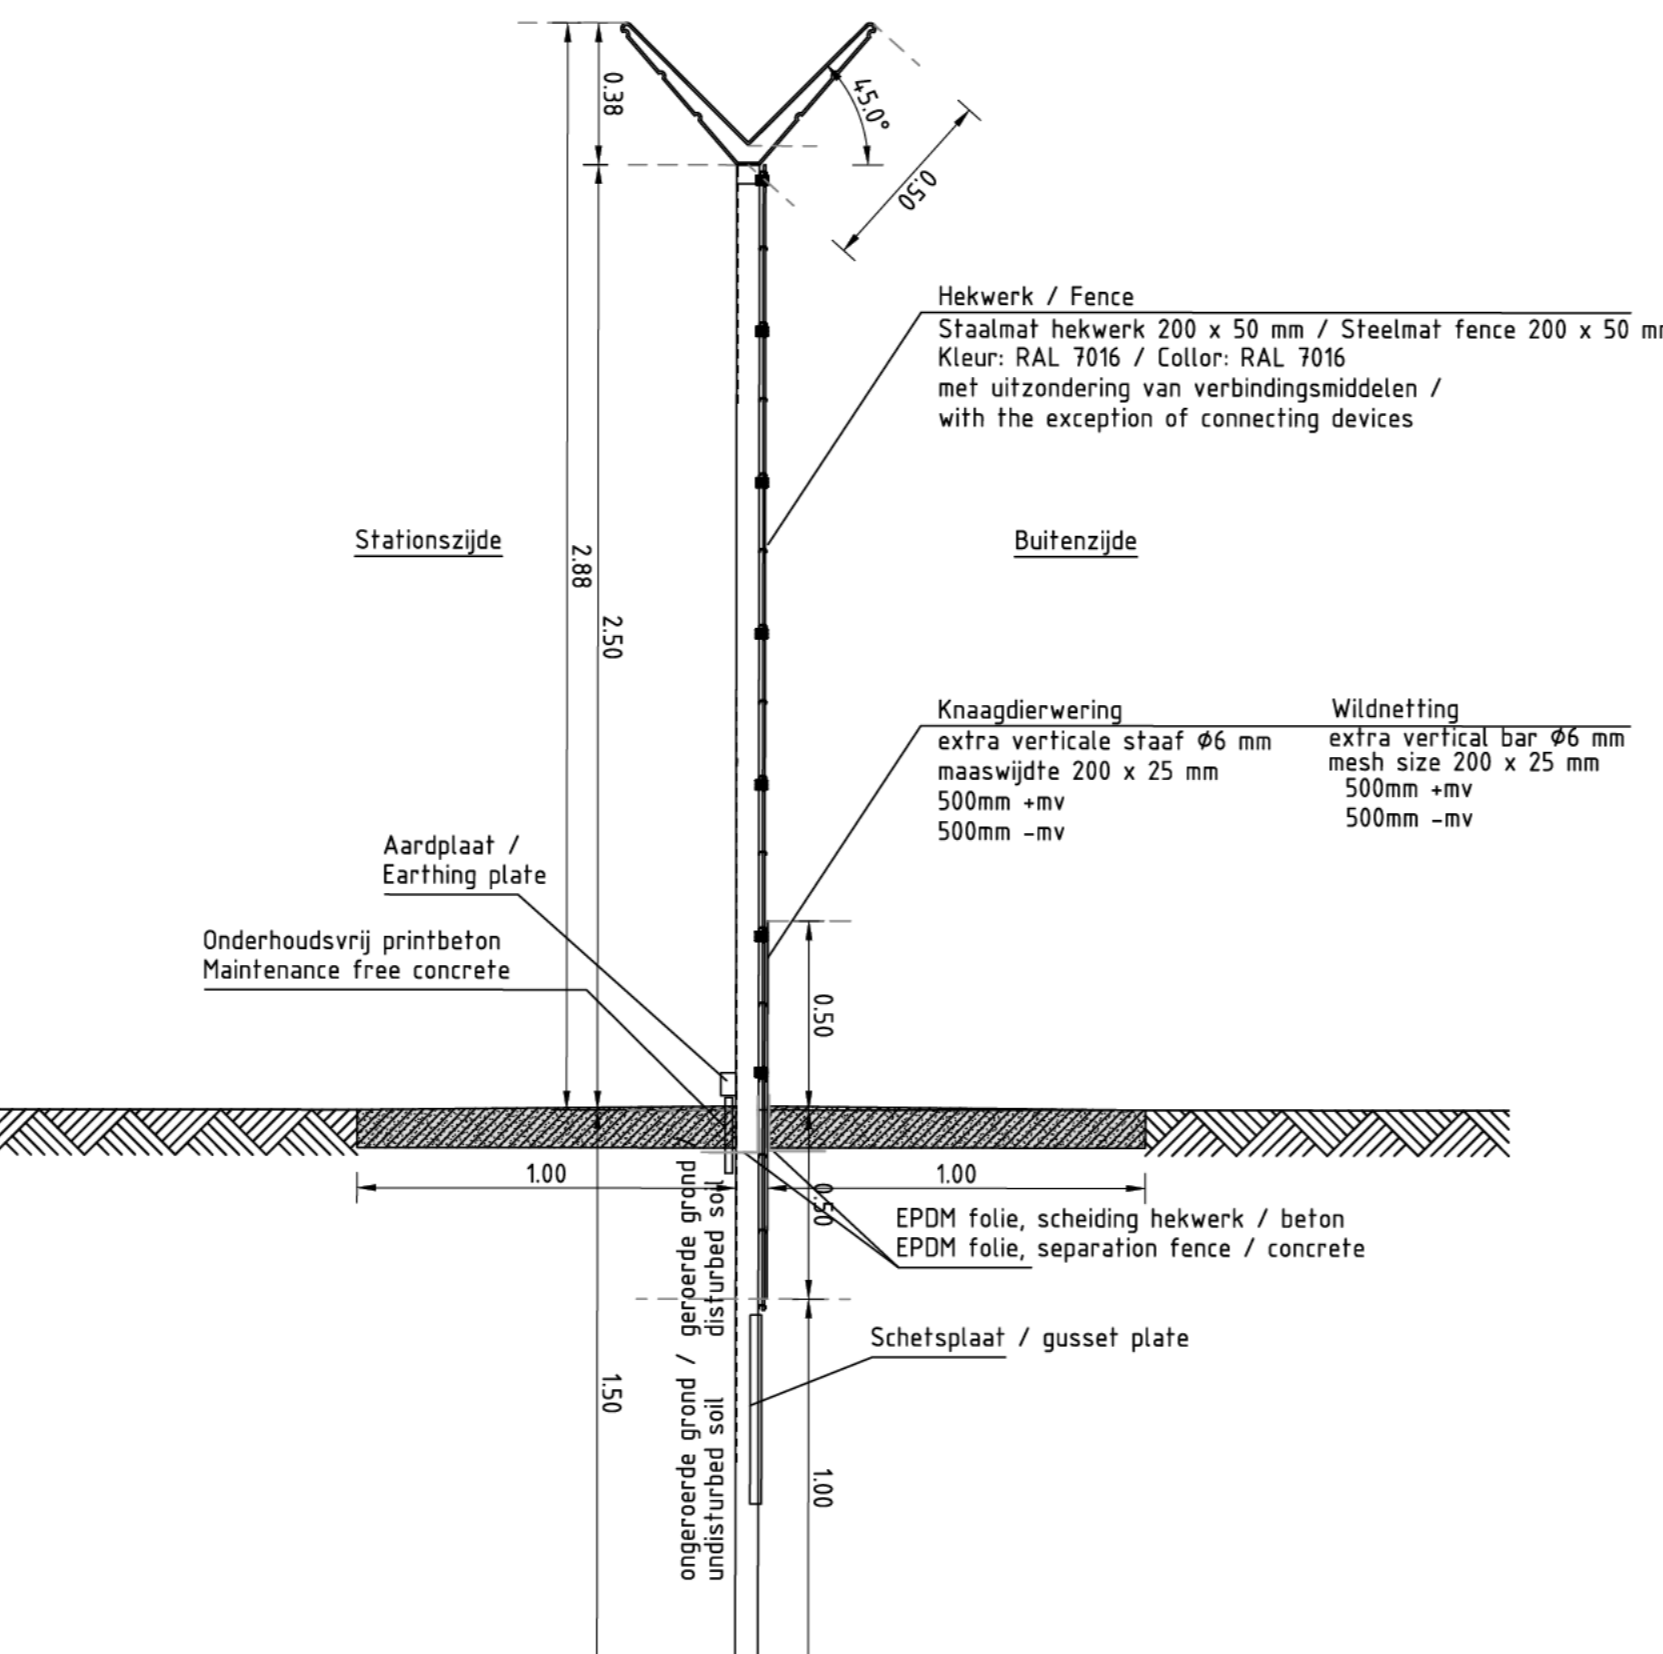 0.38
45.0°
0.50
Hekwerk / Fence
Staalmat hekwerk 200 x 50 mm / Steelmat fence 200 x 50 m
Kleur: RAL 7016 / Collor: RAL 7016
met uitzondering van verbindingsmiddelen /
with the exception of connecting devices
Stationszijde
Buitenzijde
2.88
2.50
Knaagdierwering
extra verticale staaf Ø6 mm
maaswijdte 200 x 25 mm
500mm +mv
500mm -mv
Wildnetting
extra vertical bar Ø6 mm
mesh size 200 x 25 mm
500mm +mv
500mm -mv
Aardplaat /
Earthing plate
Onderhoudsvrij printbeton
Maintenance free concrete
0.50
1.00
1.00
0.50
EPDM folie, scheiding hekwerk / beton
EPDM folie, separation fence / concrete
Schetsplaat / gusset plate
ongeroerde grond / geroerde grond /
undisturbed soil disturbed soil
1.50
1.00